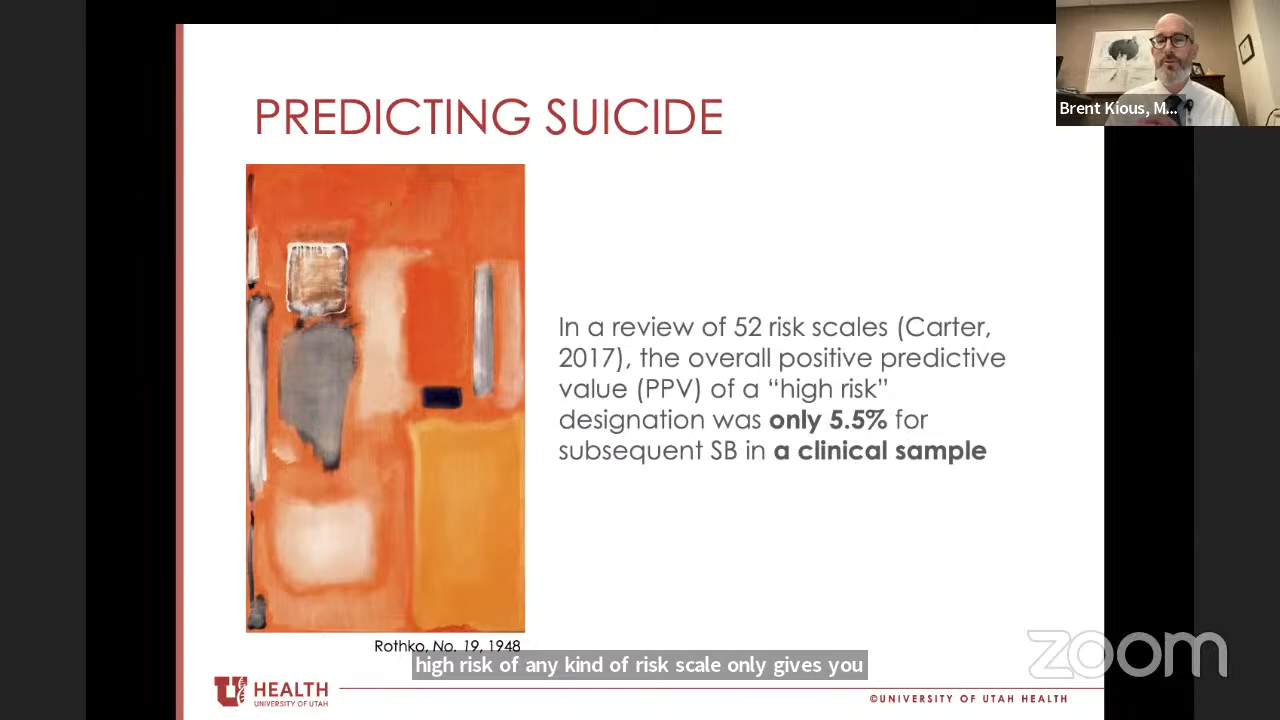 PREDICTING SUICIDE
Brent Kious, M...
In a review of 52 risk scales (Carter,
2017), the overall positive predictive
value (PPV) of a “high risk”
designation was only 5.5% for
subsequent SB in a clinical sample
Rothko, No. 19, 1948
high risk of any kind of risk scale only gives you
zoom
U HEALTH
UNIVERSITY OF UTAH
©UNIVERSITY OF UTAH HEALTH